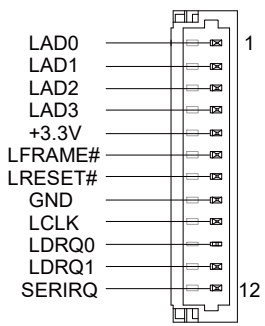 LAD0 1
LAD1
LAD2
LAD3
+3.3V
LFRAME#
LRESET#
GND
LCLK
LDRQ0
LDRQ1
SERIRQ 12